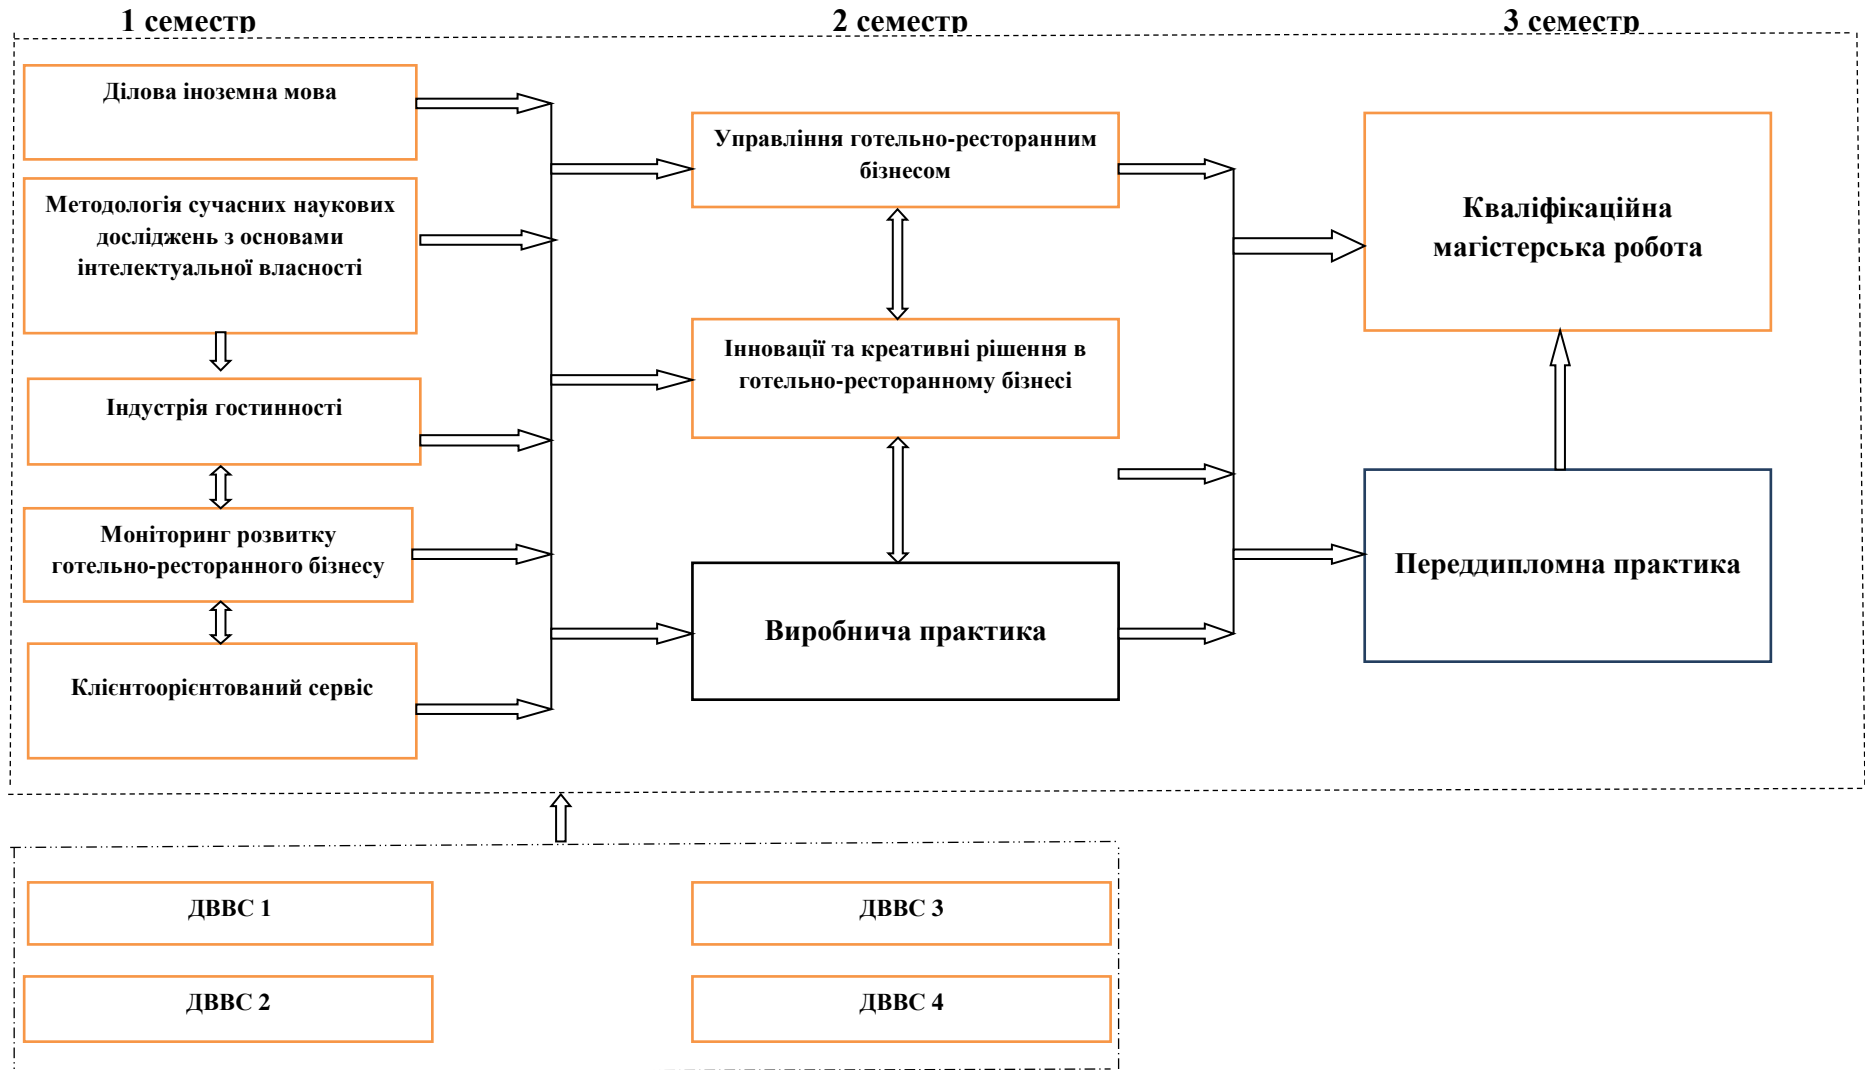 1 семестр
2 семестр
3 семестр
Ділова іноземна мова
Методологія сучасних наукових
досліджень з основами
інтелектуальної власності
Індустрія гостинності
Моніторинг розвитку
готельно-ресторанного бізнесу
Клієнтоорієнтований сервіс
Управління готельно-ресторанним
бізнесом
Інновації та креативні рішення в
готельно-ресторанному бізнесі
Виробнича практика
Кваліфікаційна
магістерська робота
Переддипломна практика
ДВВС 1
ДВВС 2
ДВВС 3
ДВВС 4